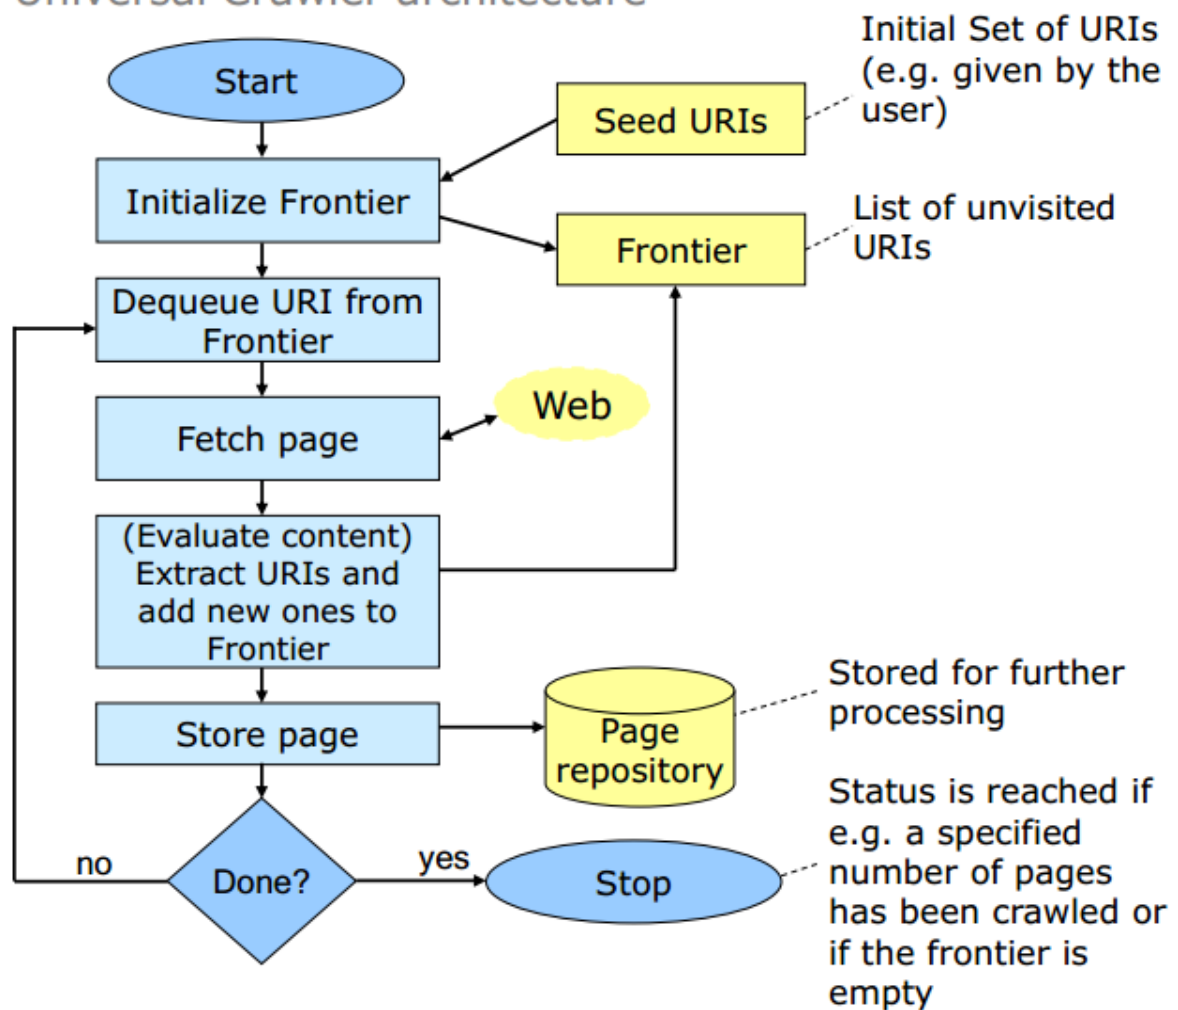 Universal Crawler architecture
Start
Initial Set of URIs
(e.g. given by the
user)
Seed URIs
Initialize Frontier
List of unvisited
URIs
Frontier
Dequeue URI from
Frontier
Web
Fetch page
(Evaluate content)
Extract URIs and
add new ones to
Frontier
Stored for further
processing
Store page
Page
repository
Status is reached if
e.g. a specified
number of pages
has been crawled or
if the frontier is
empty
no
Done?
yes
Stop